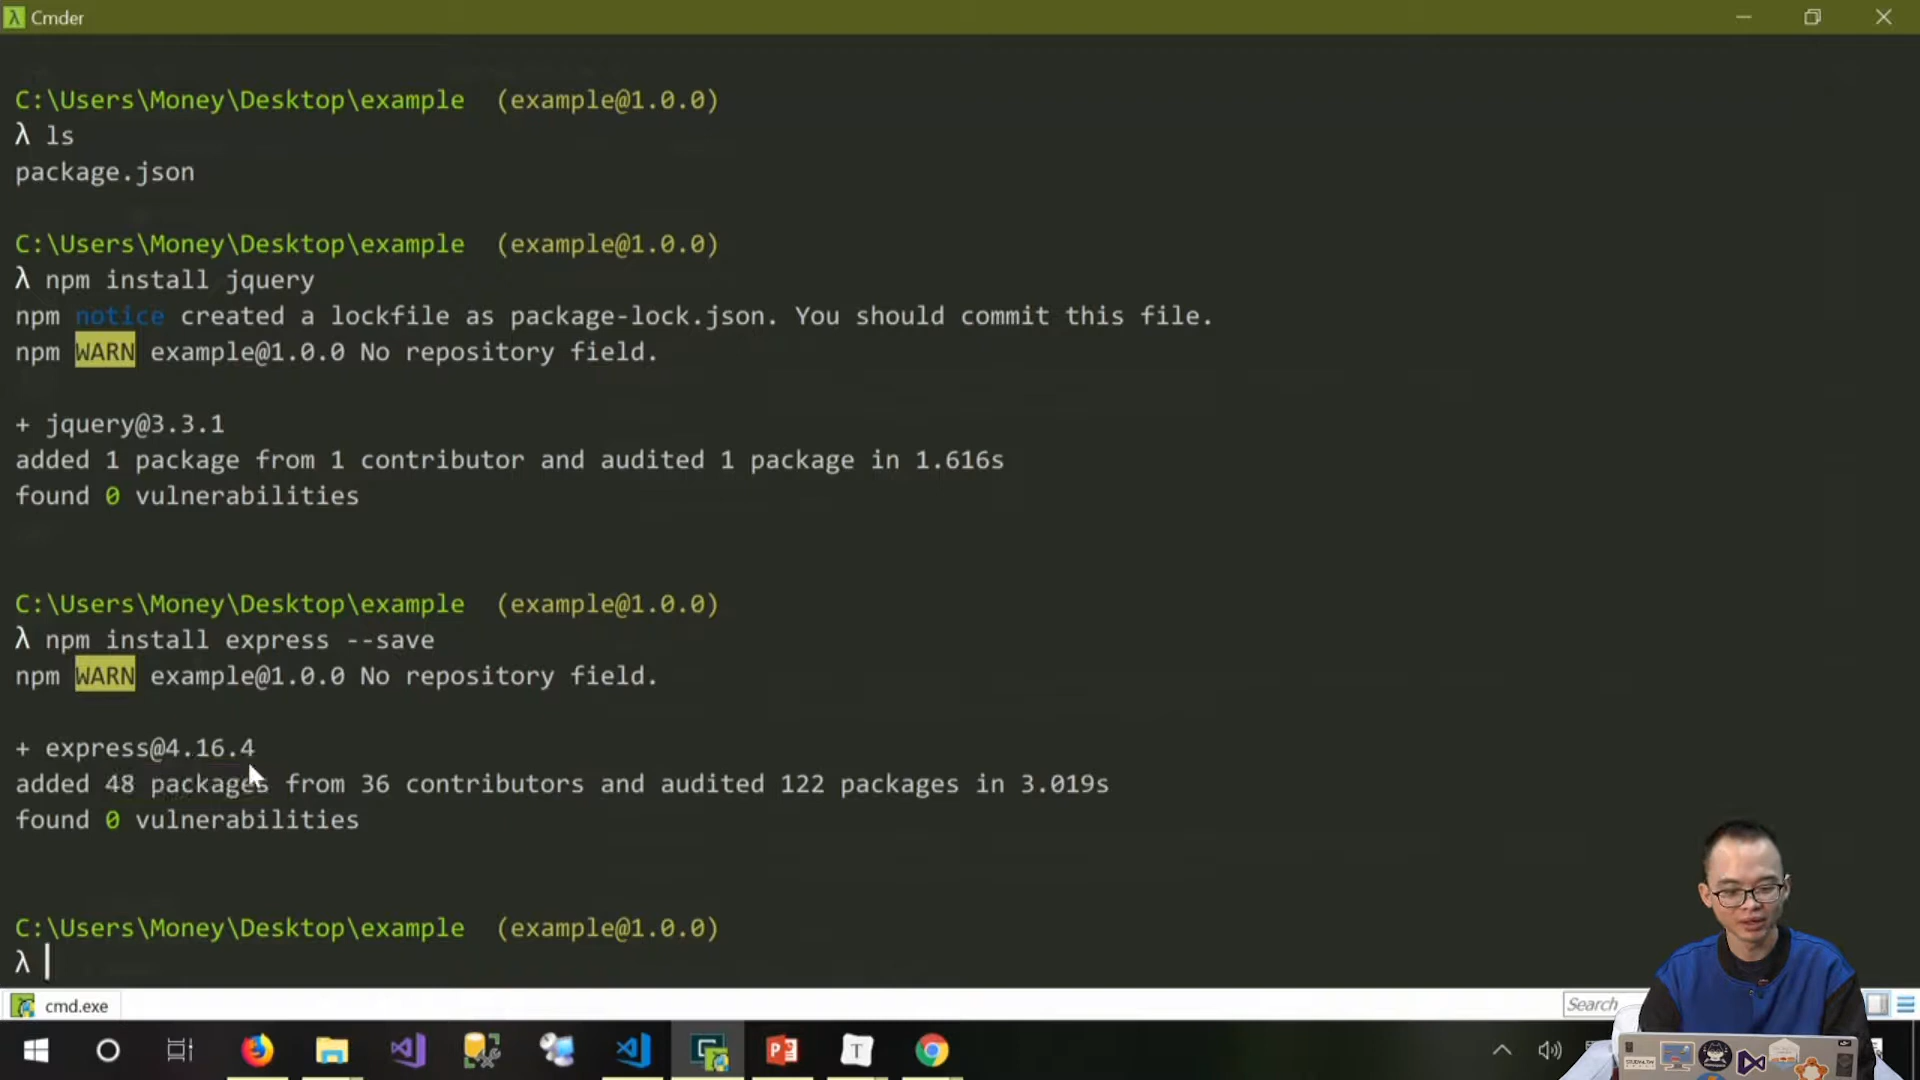 Cmder
C:\Users\Money\Desktop\example (example@1.0.0)
λ ls
package.json
C:\Users\Money\Desktop\example (example@1.0.0)
λ npm install jquery
npm notice created a lockfile as package-lock.json. You should commit this file.
npm WARN example@1.0.0 No repository field.
+ jquery@3.3.1
added 1 package from 1 contributor and audited 1 package in 1.616s
found 0 vulnerabilities
C:\Users\Money\Desktop\example (example@1.0.0)
λ npm install express --save
npm WARN example@1.0.0 No repository field.
+ express@4.16.4
added 48 packages from 36 contributors and audited 122 packages in 3.019s
found 0 vulnerabilities
C:\Users\Money\Desktop\example (example@1.0.0)
λ
cmd.exe
Search